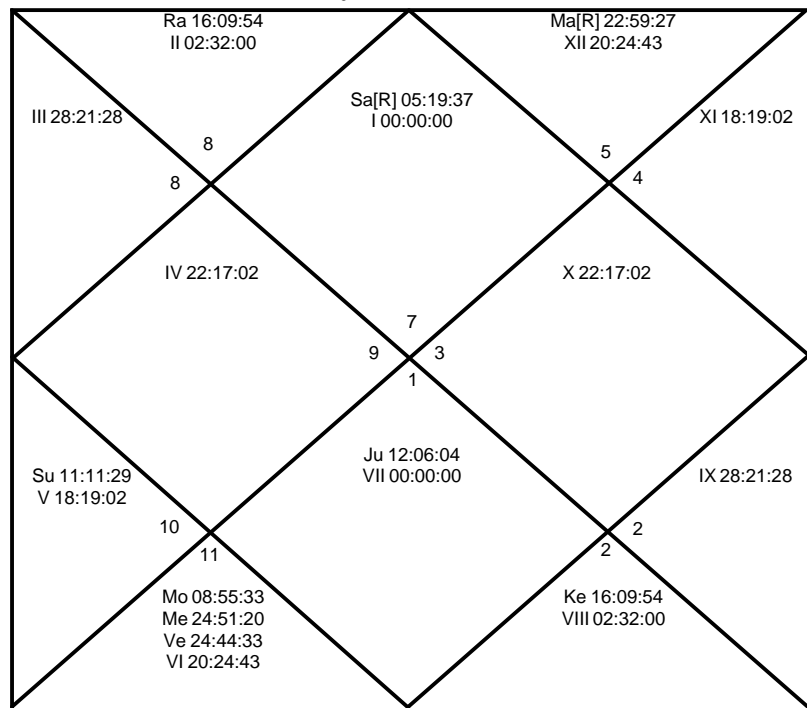 Ra 16:09:54
II 02:32:00
Ma[R] 22:59:27
XII 20:24:43
Sa[R] 05:19:37
I 00:00:00
III 28:21:28
XI 18:19:02
8
5
8
4
IV 22:17:02
X 22:17:02
7
9
3
1
Su 11:11:29
V 18:19:02
Ju 12:06:04
VII 00:00:00
IX 28:21:28
10
2
11
2
Mo 08:55:33
Me 24:51:20
Ve 24:44:33
VI 20:24:43
Ke 16:09:54
VIII 02:32:00